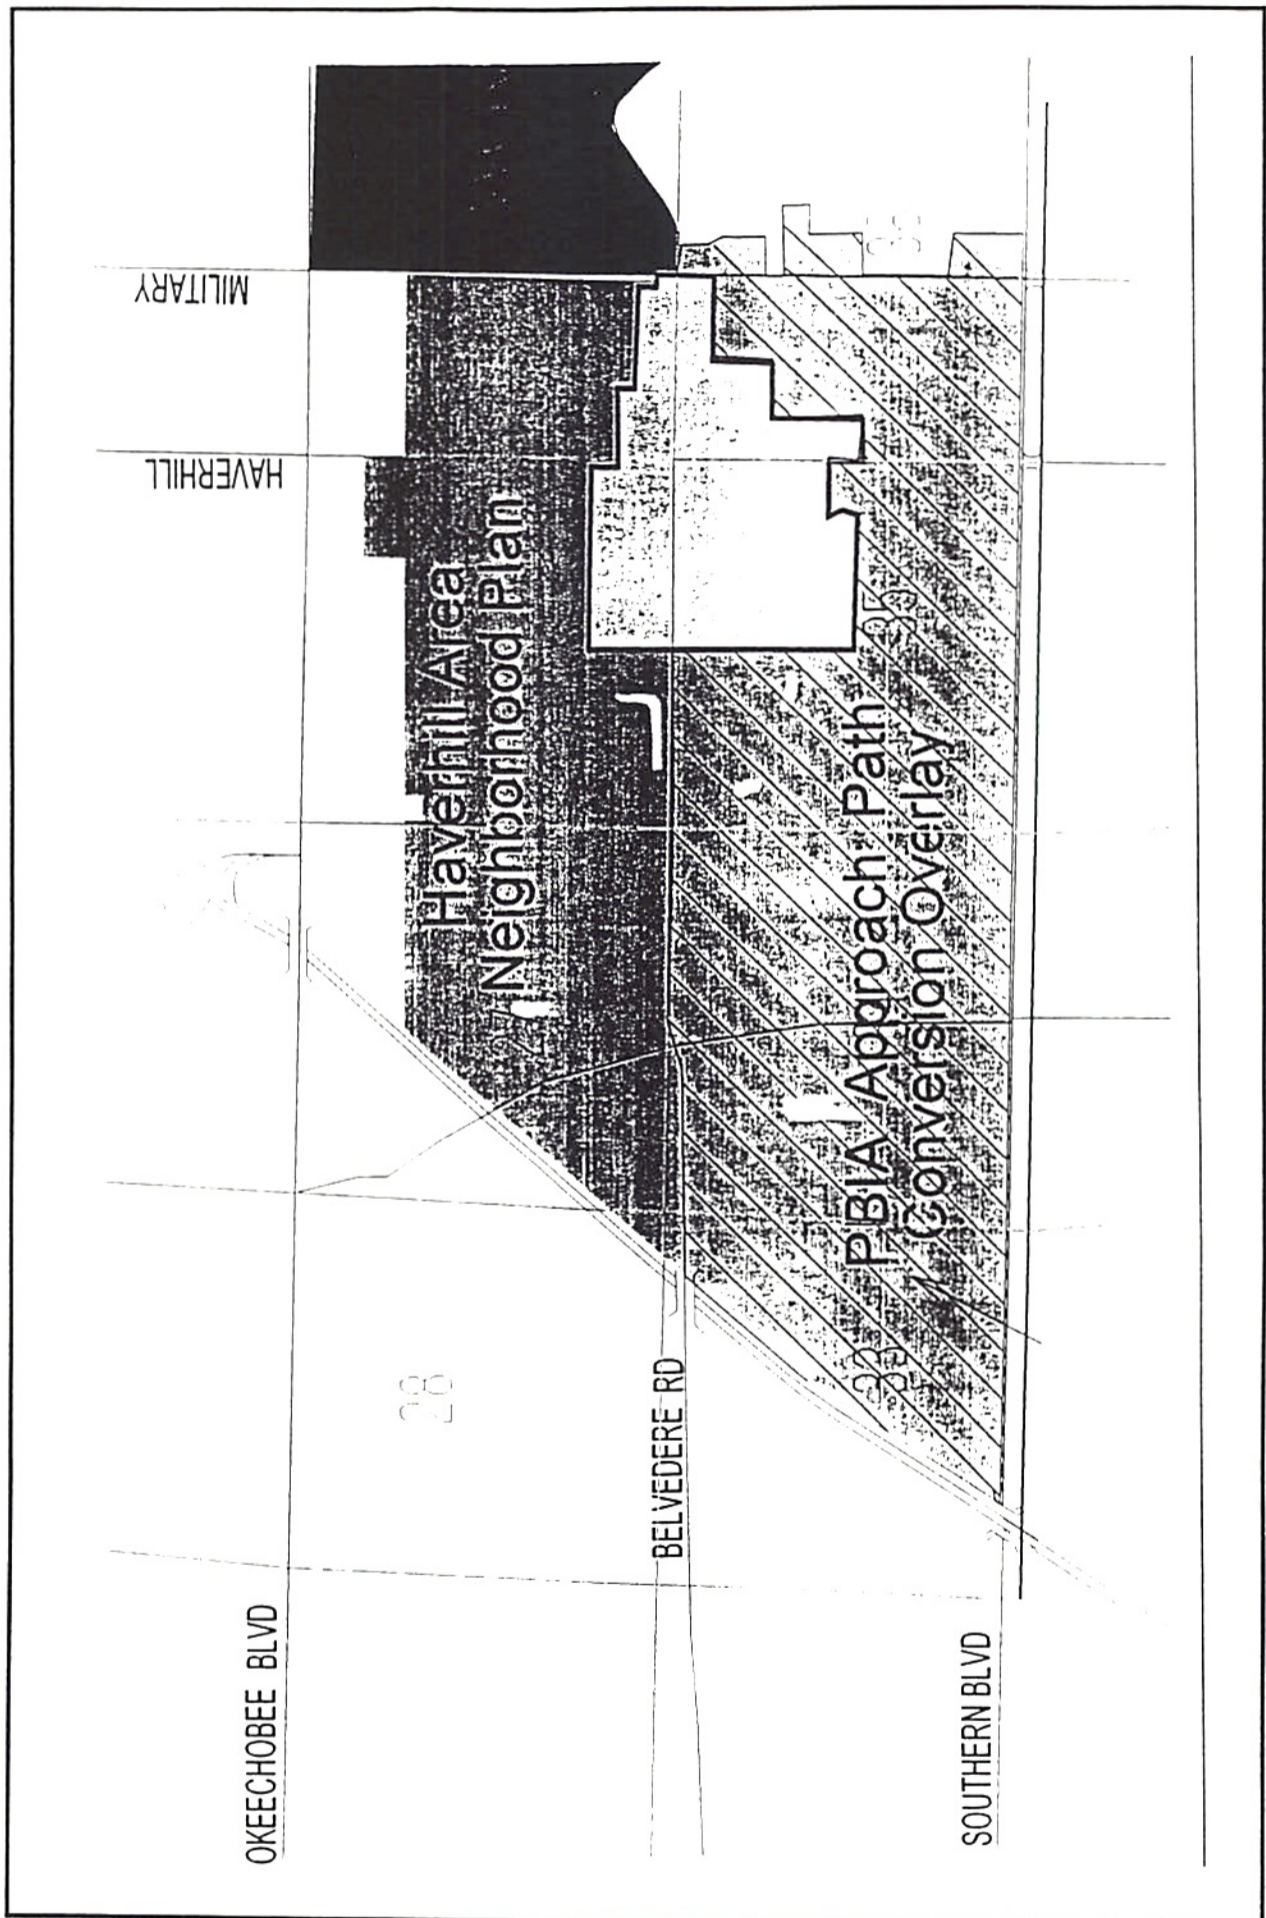 MILITARY
HAVERHILL
Haverhill Area
Neighborhood Plan
PBIA Approach Path
Conversion Overlay
OKEECHOBEE BLVD
BELVEDERE RD
SOUTHERN BLVD
28
33
35